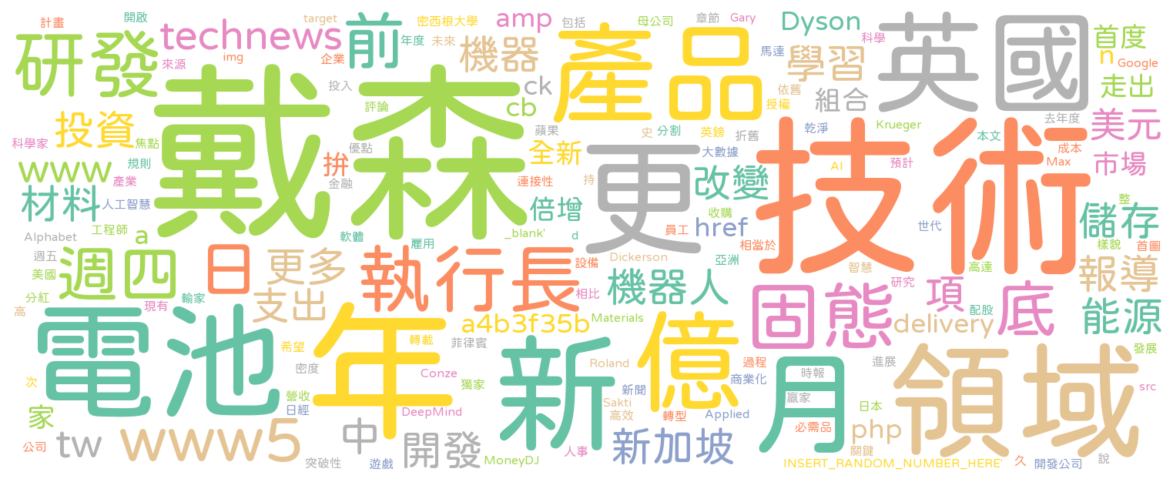 計畫 開啟 target 密西根大學 母公司 章節 Gary 馬達 科學
研發 technnews 前 年度 未來 amp 包括 Dyson 首度
來源 img 企業 機器 產品 學習 英國 n Google
投入 評論 ck 依舊 授權 組合 走出
科學家 投資 焦點 cb 蘋果 史 分割 英鎊 折舊 乾淨 Krueger 去年度 美元
優點 全新 大數據 本文 成本
www 規則 戴森 拚 更 技術 AI 預計 Max 市場
產業 金融 連接性 持 改變
材料 人工智慧 倍增 收購 世代 整 儲存
Alphabet 工程師 a _blank' d href 員工 相當於 樣貌 首圖
週五 軟體 雇用 Dickerson 亞洲 高達
美國 週四 日 更多 執行長 設備 智慧 報導
分紅 現有 輸家 支出 相比 機器人 研究 項 配股
高 電池 年 a4b3f35b Materials 億 固態 底 能源
轉載 菲律賓 delivery 發展
希望 密度 新 Roland 過程 月 時報 進展 領域
次 營收 Conze 獨家 新聞 商業化 src
家 日經 DeepMind Sakti 高效 轉型 Applied 贏家 日本
公司 tw www5 中 開發 人事 新加坡 必需品 php
突破性 遊戲 MoneyDJ 關鍵 久 開發公司 說
INSERT_RANDOM_NUMBER_HERE'